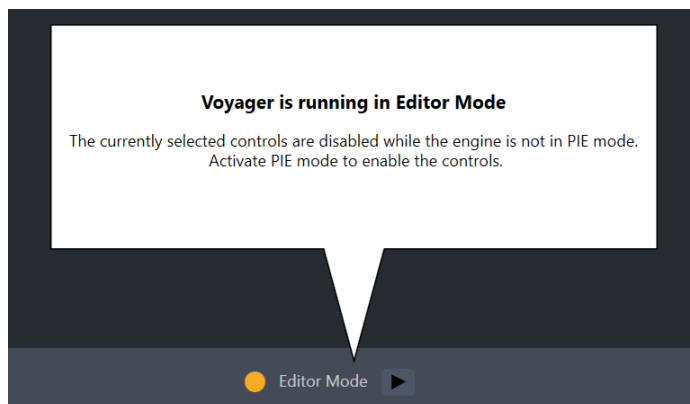 Voyager is running in Editor Mode
The currently selected controls are disabled while the engine is not in PIE mode.
Activate PIE mode to enable the controls.
Editor Mode